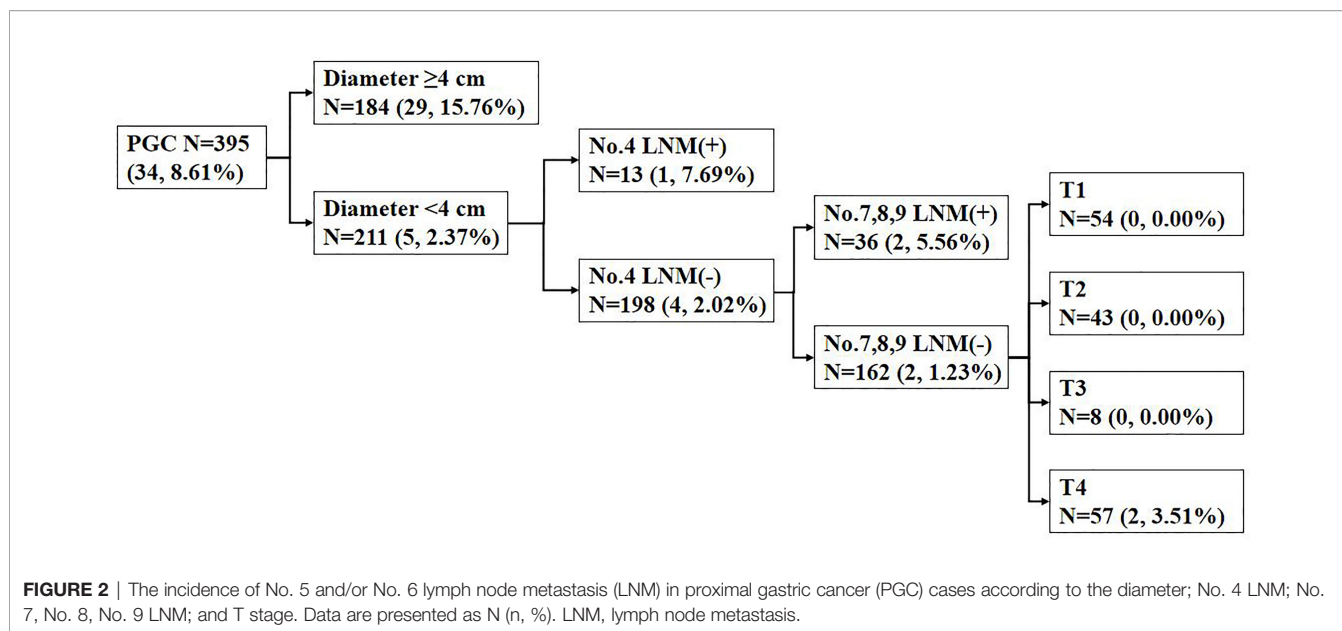 PGC N=395
(34, 8.61%)
Diameter ≥4 cm
N=184 (29, 15.76%)
Diameter <4 cm
N=211 (5, 2.37%)
No.4 LNM(+)
N=13 (1, 7.69%)
No.4 LNM(-)
N=198 (4, 2.02%)
No.7,8,9 LNM(+)
N=36 (2, 5.56%)
No.7,8,9 LNM(-)
N=162 (2, 1.23%)
T1
N=54 (0, 0.00%)
T2
N=43 (0, 0.00%)
T3
N=8 (0, 0.00%)
T4
N=57 (2, 3.51%)
FIGURE 2 | The incidence of No. 5 and/or No. 6 lymph node metastasis (LNM) in proximal gastric cancer (PGC) cases according to the diameter; No. 4 LNM; No.
7, No. 8, No. 9 LNM; and T stage. Data are presented as N (n, %). LNM, lymph node metastasis.